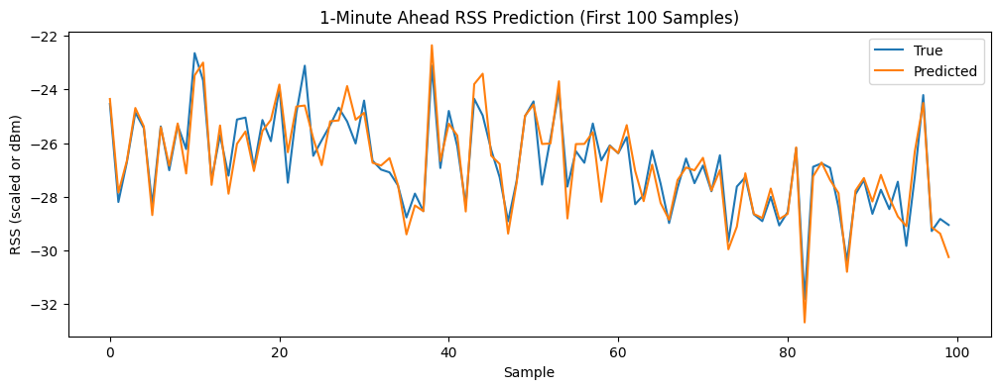 1-Minute Ahead RSS Prediction (First 100 Samples)
True
Predicted
RSS (scaled or dBm)
−22
−24
−26
−28
−30
−32
0
20
40
60
80
100
Sample